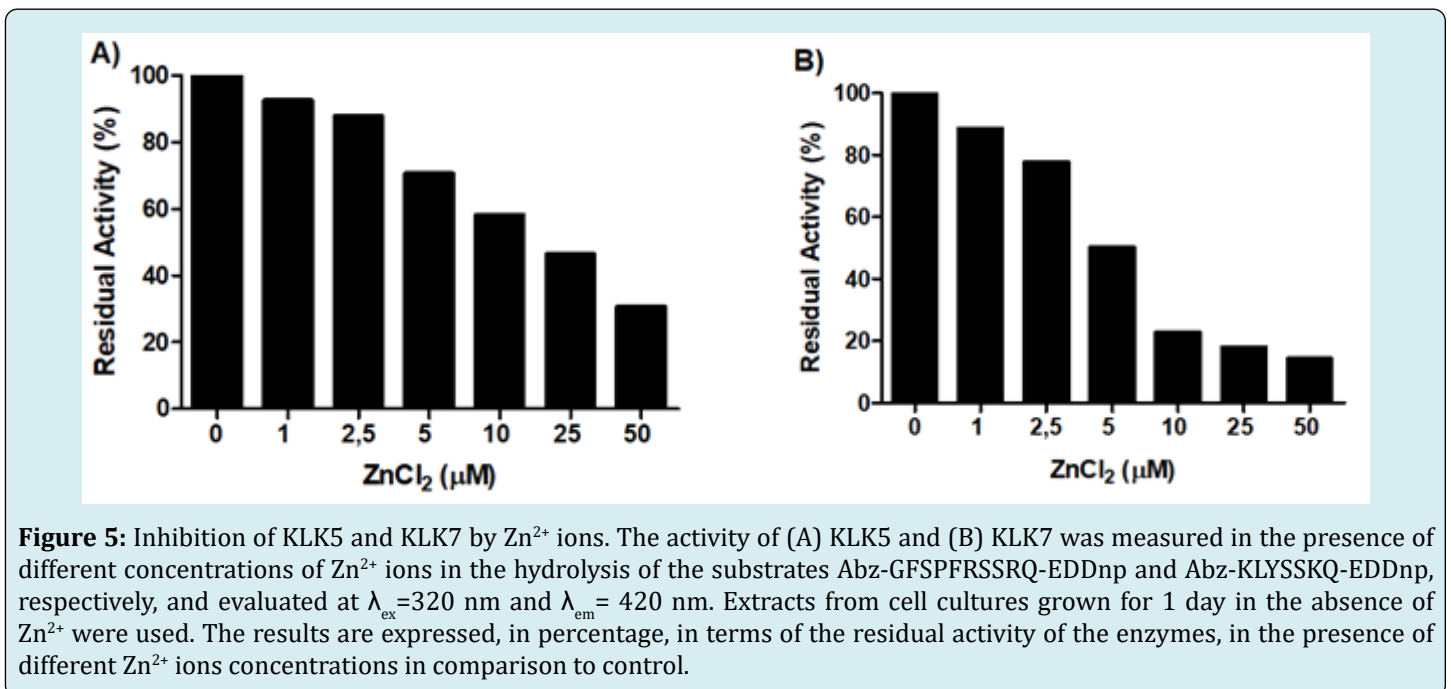 A)
Residual Activity (%)
100
80
60
40
20
0
0 1 2,5 5 10 25 50
ZnCl₂ (μM)
B)
Residual Activity (%)
100
80
60
40
20
0
0 1 2,5 5 10 25 50
ZnCl₂ (μM)
Figure 5: Inhibition of KLK5 and KLK7 by Zn²⁺ ions. The activity of (A) KLK5 and (B) KLK7 was measured in the presence of
different concentrations of Zn²⁺ ions in the hydrolysis of the substrates Abz-GFSPFRSSRQ-EDDnp and Abz-KLYSSKQ-EDDnp,
respectively, and evaluated at λₑₓ=320 nm and λₑₘ= 420 nm. Extracts from cell cultures grown for 1 day in the absence of
Zn²⁺ were used. The results are expressed, in percentage, in terms of the residual activity of the enzymes, in the presence of
different Zn²⁺ ions concentrations in comparison to control.